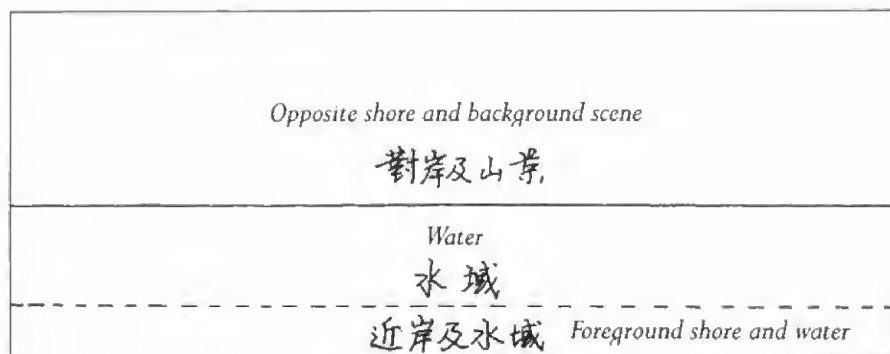 Opposite shore and background scene
對岸及山景
Water
水域
近岸及水域 Foreground shore and water